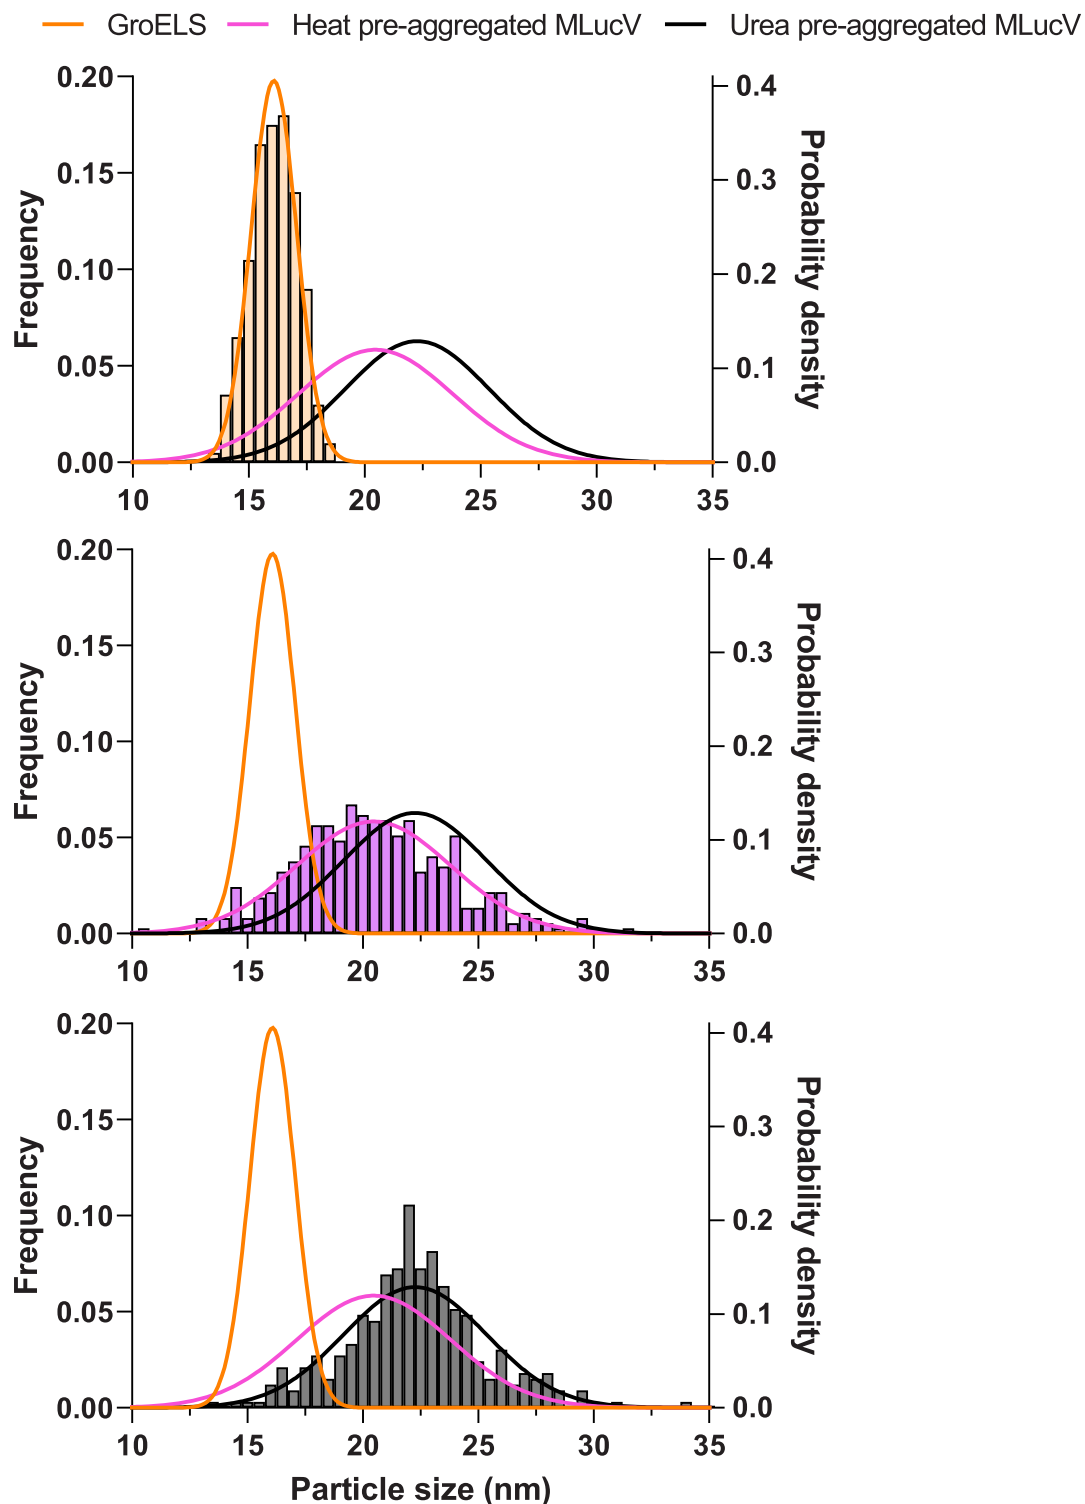 GroELS Heat pre-aggregated MLucV Urea pre-aggregated MLucV
0.20
0.15
0.10
0.05
0.00
Frequency
0.4
0.3
0.2
0.1
0.0
Probability density
10 15 20 25 30 35
0.20
0.15
0.10
0.05
0.00
Frequency
0.4
0.3
0.2
0.1
0.0
Probability density
10 15 20 25 30 35
0.20
0.15
0.10
0.05
0.00
Frequency
0.4
0.3
0.2
0.1
0.0
Probability density
10 15 20 25 30 35
Particle size (nm)